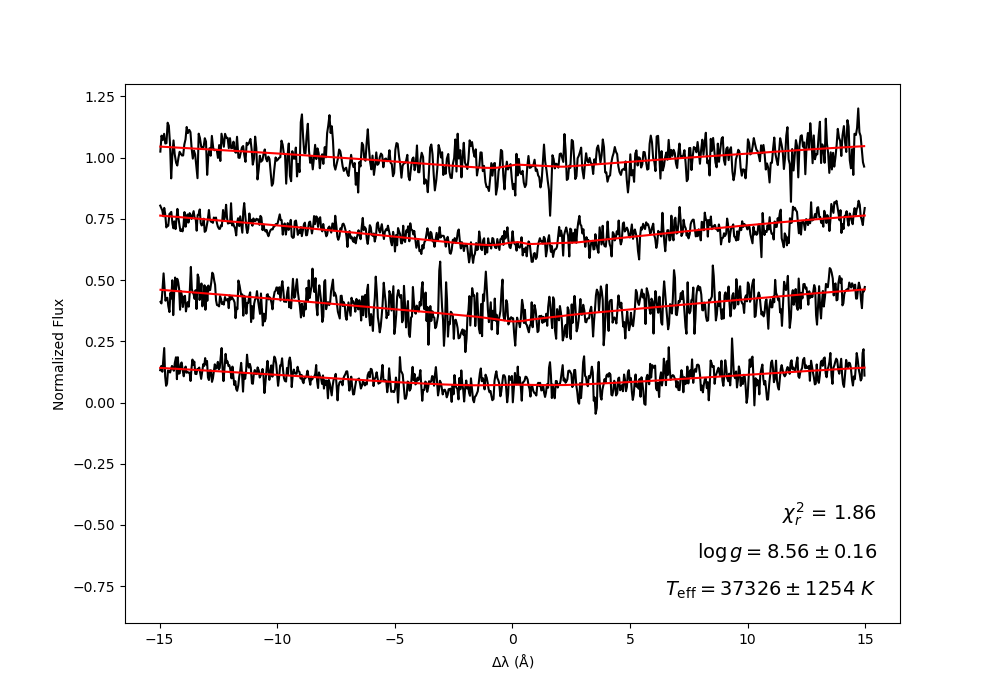 1.25
1.00
0.75
0.50
0.25
0.00
−0.25
−0.50
−0.75
Normalized Flux
χ²ᵣ = 1.86
log g = 8.56 ± 0.16
T_eff = 37326 ± 1254 K
−15 −10 −5 0 5 10 15
Δλ (Å)